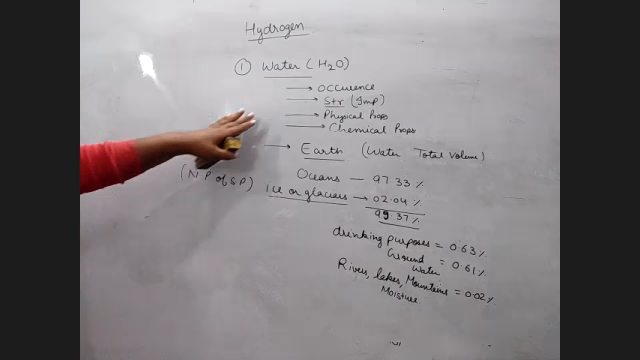 Hydrogen
① Water (H₂O)
→ Occurence
→ Str (Imp)
→ Physical Props
→ Chemical Props
→ Earth (Water Total Volume)
Oceans — 97.33 %
(N.P of S.P) Ice or glaciers → 02.04 %
99.37 %
drinking purposes = 0.63 %
Ground Water = 0.61 %
River, lakes, Mountains = 0.02 %
Moisture